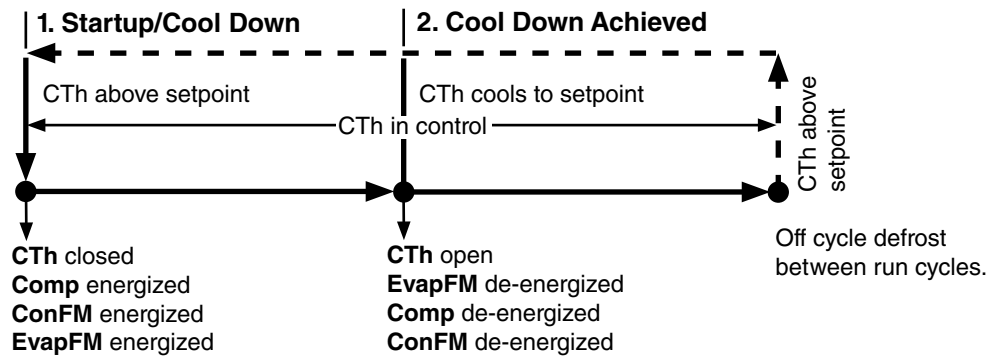 1. Startup/Cool Down
2. Cool Down Achieved
CTh above setpoint
CTh cools to setpoint
CTh in control
CTh above
setpoint
CTh closed
Comp energized
ConFM energized
EvapFM energized
CTh open
EvapFM de-energized
Comp de-energized
ConFM de-energized
Off cycle defrost
between run cycles.